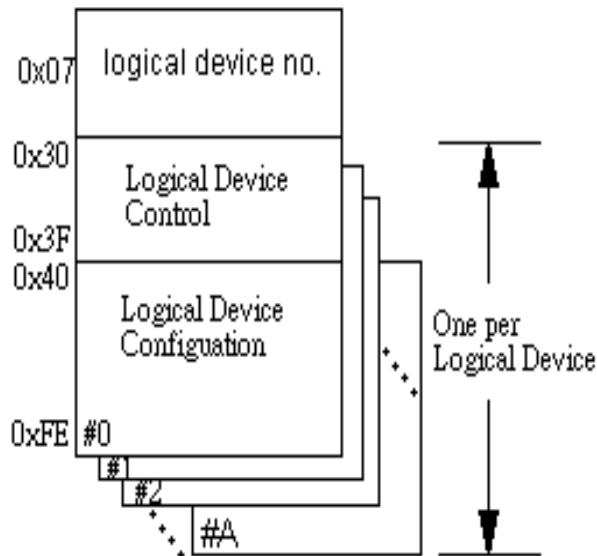 0x07
logical device no.
0x30
Logical Device
Control
0x3F
0x40
Logical Device
Configuation
One per
Logical Device
0xFE
#0
#1
#2
#A